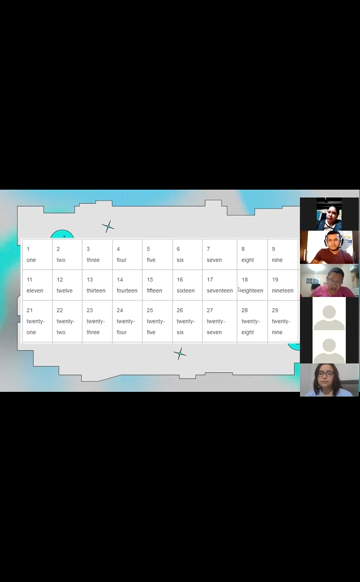 1 2 3 4 5 6 7 8 9
one two three four five six seven eight nine
11 12 13 14 15 16 17 18 19
eleven twelve thirteen fourteen fifteen sixteen seventeen eighteen nineteen
21 22 23 24 25 26 27 28 29
twenty- twenty- twenty- twenty- twenty- twenty- twenty- twenty- twenty-
one two three four five six seven eight nine